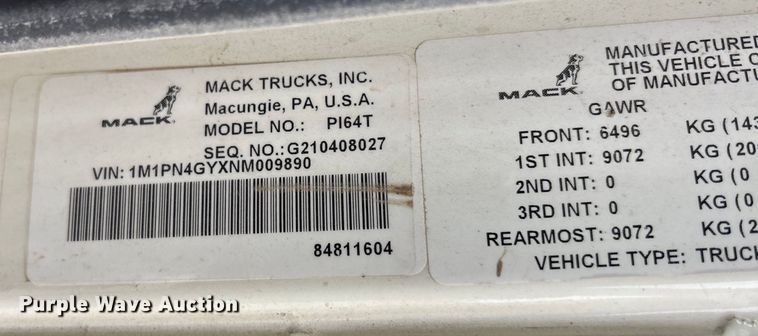 MACK
MACK TRUCKS, INC.
Macungie, PA, U.S.A.
MODEL NO.: PI64T
SEQ. NO.:G210408027
VIN: 1M1PN4GYXNM009890
84811604
MACK
MANUFACTURED
THIS VEHICLE
OF
GAWR
FRONT: 6496 KG (143
1ST INT: 9072 KG (20
2ND INT: 0 KG (0
3RD INT: 0 KG (0
REARMOST: 9072 KG (2
VEHICLE TYPE: TRUCK
Purple Wave Auction